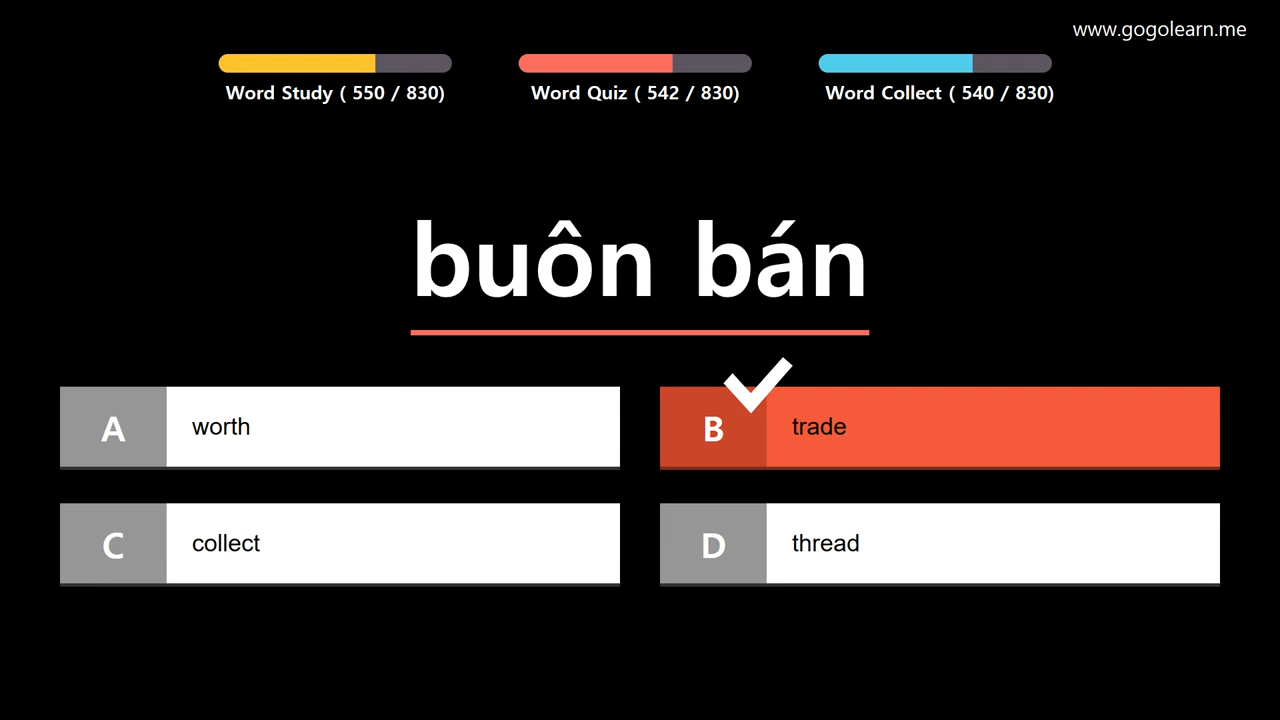 www.gogolearn.me
Word Study ( 550 / 830)
Word Quiz ( 542 / 830)
Word Collect ( 540 / 830)
buôn bán
A worth
B trade
C collect
D thread